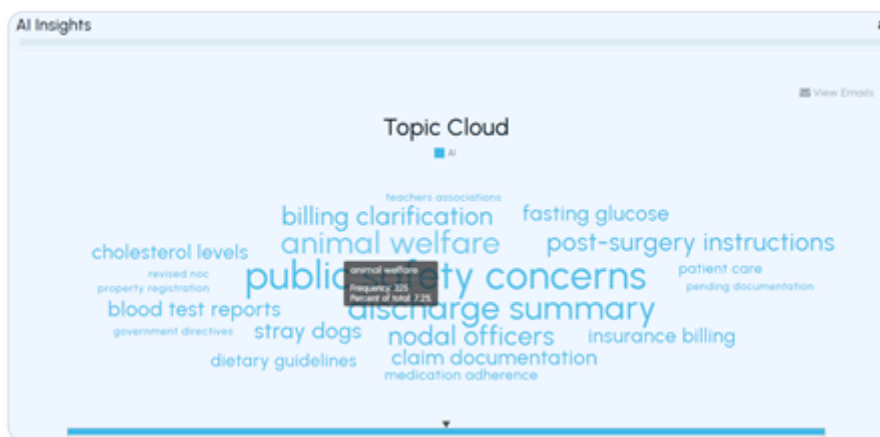 AI Insights
View Emails
Topic Cloud
AI
teachers associations
billing clarification fasting glucose
animal welfare post-surgery instructions
cholesterol levels
public safety concerns patient care
animal welfare
Frequency: 325
Percent of total: 7.2%
revised noc
property registration pending documentation
blood test reports discharge summary
government directives stray dogs nodal officers insurance billing
dietary guidelines claim documentation
medication adherence